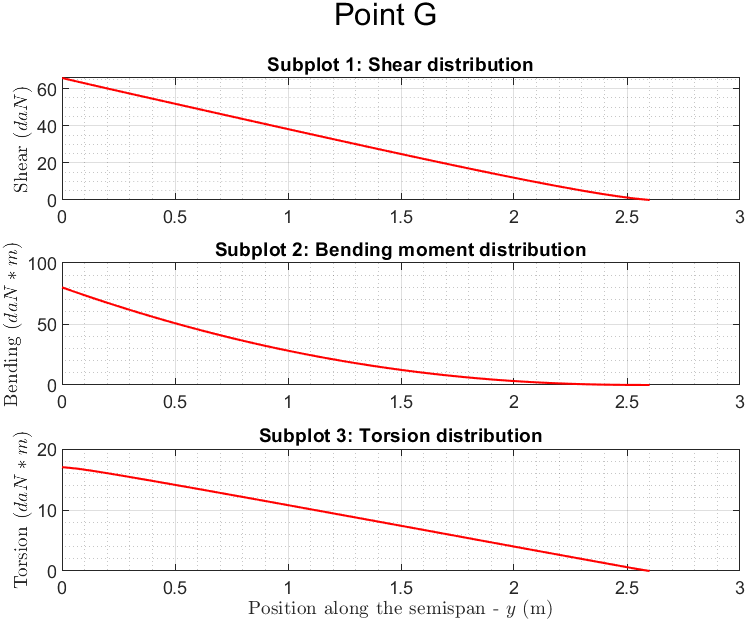 Point G
Subplot 1: Shear distribution
Shear (daN)
60
40
20
0
0 0.5 1 1.5 2 2.5 3
Subplot 2: Bending moment distribution
Bending (daN * m)
100
50
0
0 0.5 1 1.5 2 2.5 3
Subplot 3: Torsion distribution
Torsion (daN * m)
20
10
0
0 0.5 1 1.5 2 2.5 3
Position along the semispan - y (m)